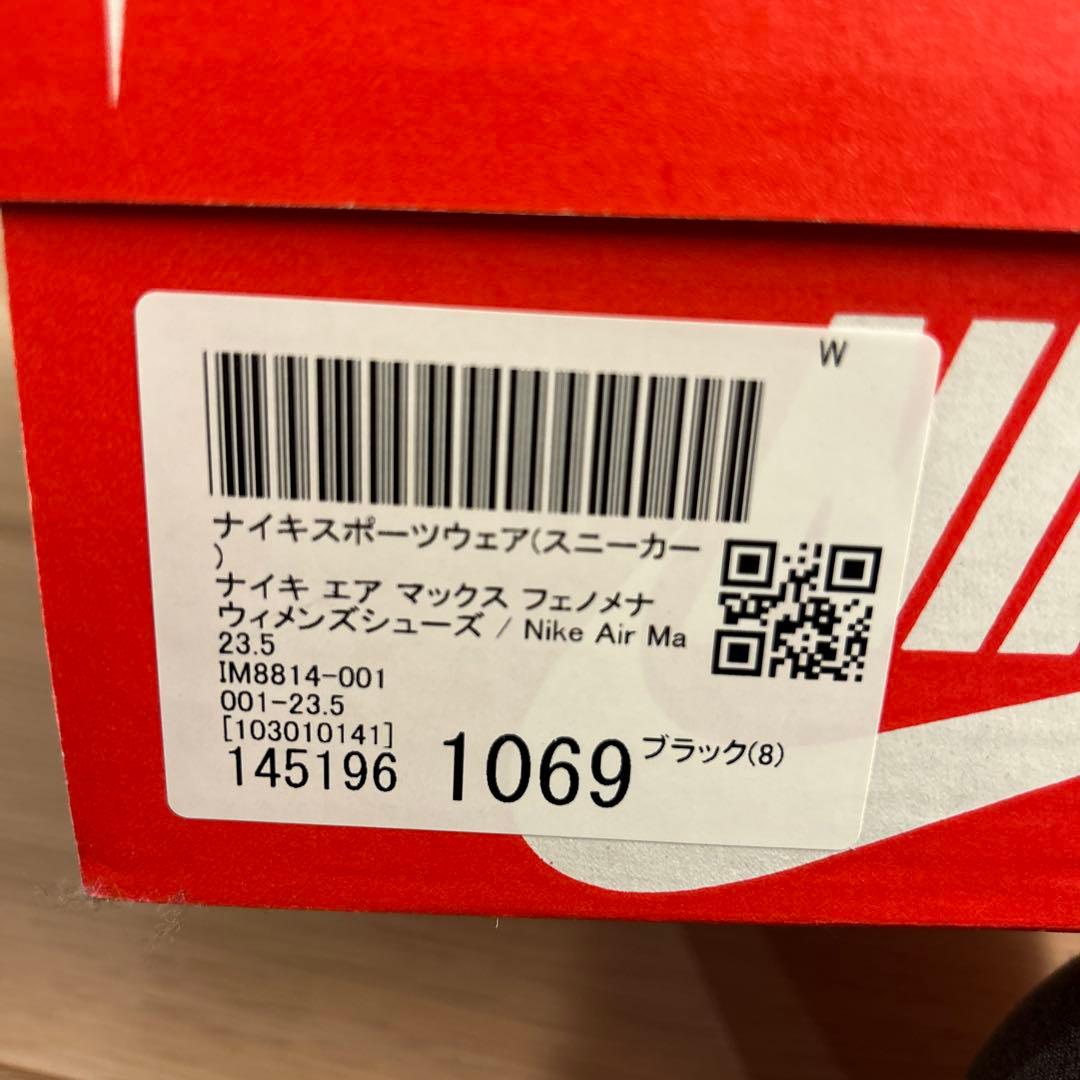 W
ナイキスポーツウェア(スニーカー
)
ナイキ エア マックス フェノメナ
ウィメンズシューズ / Nike Air Ma
23.5
IM8814-001
001-23.5
[103010141]
145196 1069 ブラック(8)